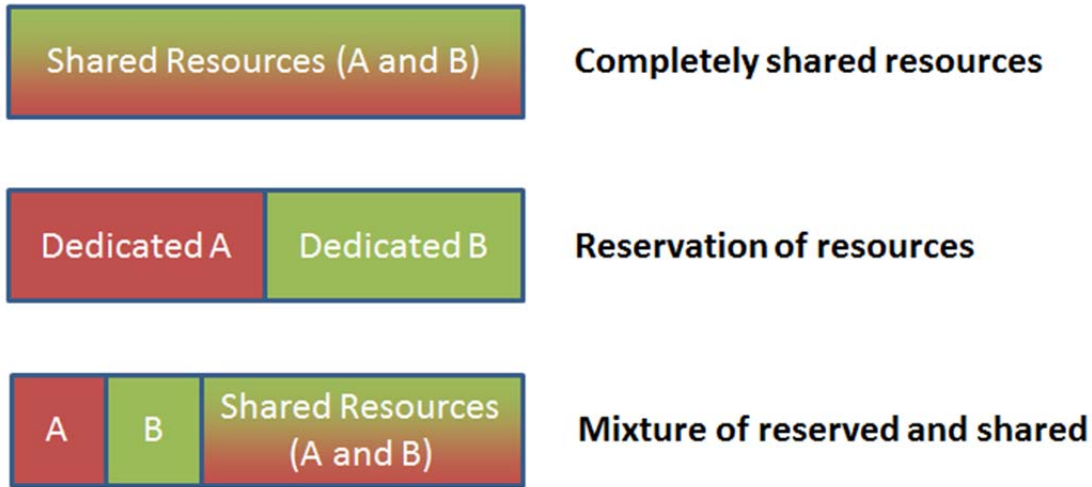 Shared Resources (A and B)
Completely shared resources
Dedicated A
Dedicated B
Reservation of resources
A
B
Shared Resources
(A and B)
Mixture of reserved and shared